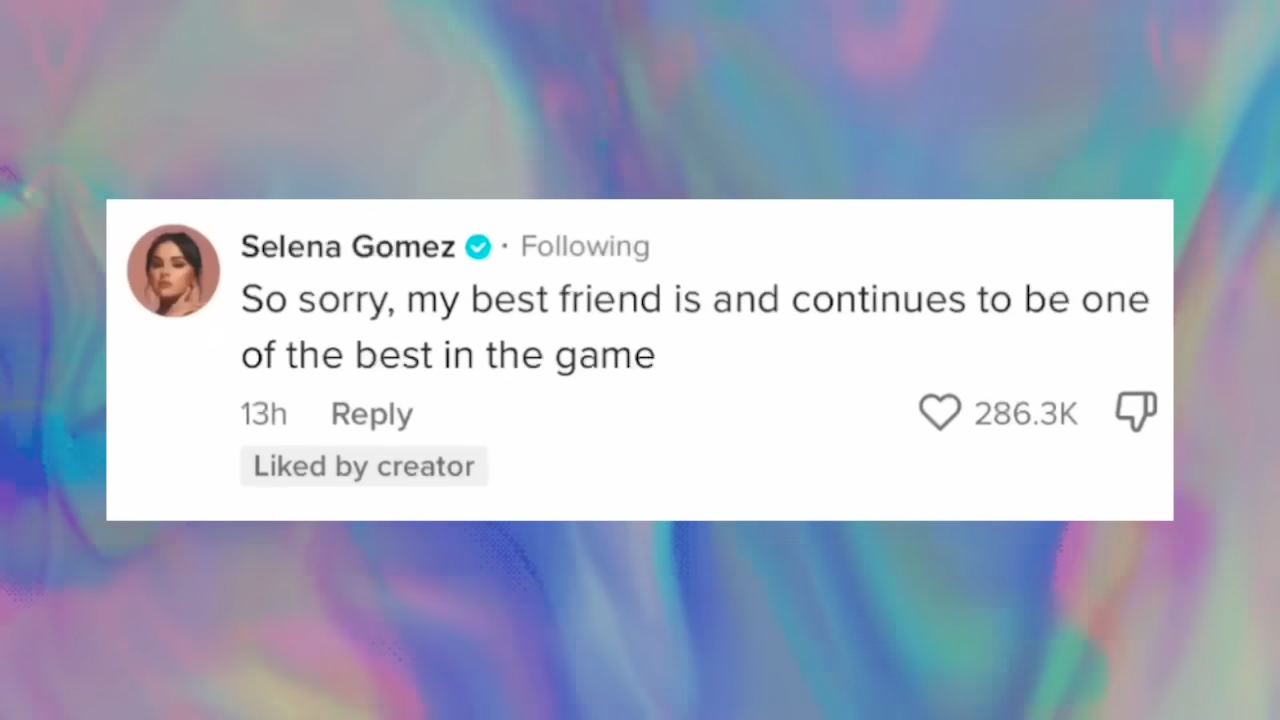 Selena Gomez · Following
So sorry, my best friend is and continues to be one
of the best in the game
13h Reply 286.3K
Liked by creator